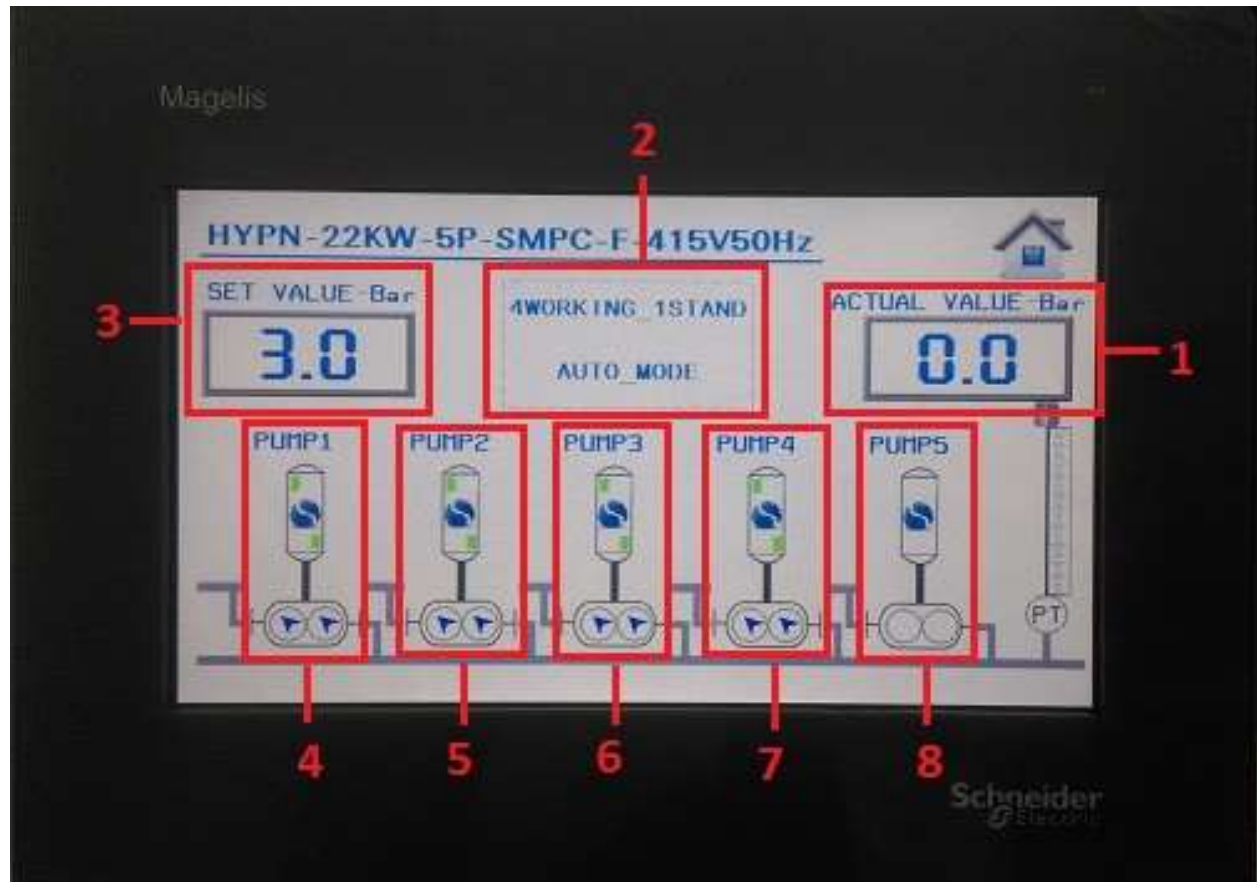 Magelis
2
HYPN-22KW-5P-SMPC-F-415V50Hz
SET VALUE Bar
4WORKING_1STAND
ACTUAL VALUE Bar
3
3.0
AUTO_MODE
0.0
1
PUMP1 PUMP2 PUMP3 PUMP4 PUMP5
PT
4 5 6 7 8
Schneider
Electric